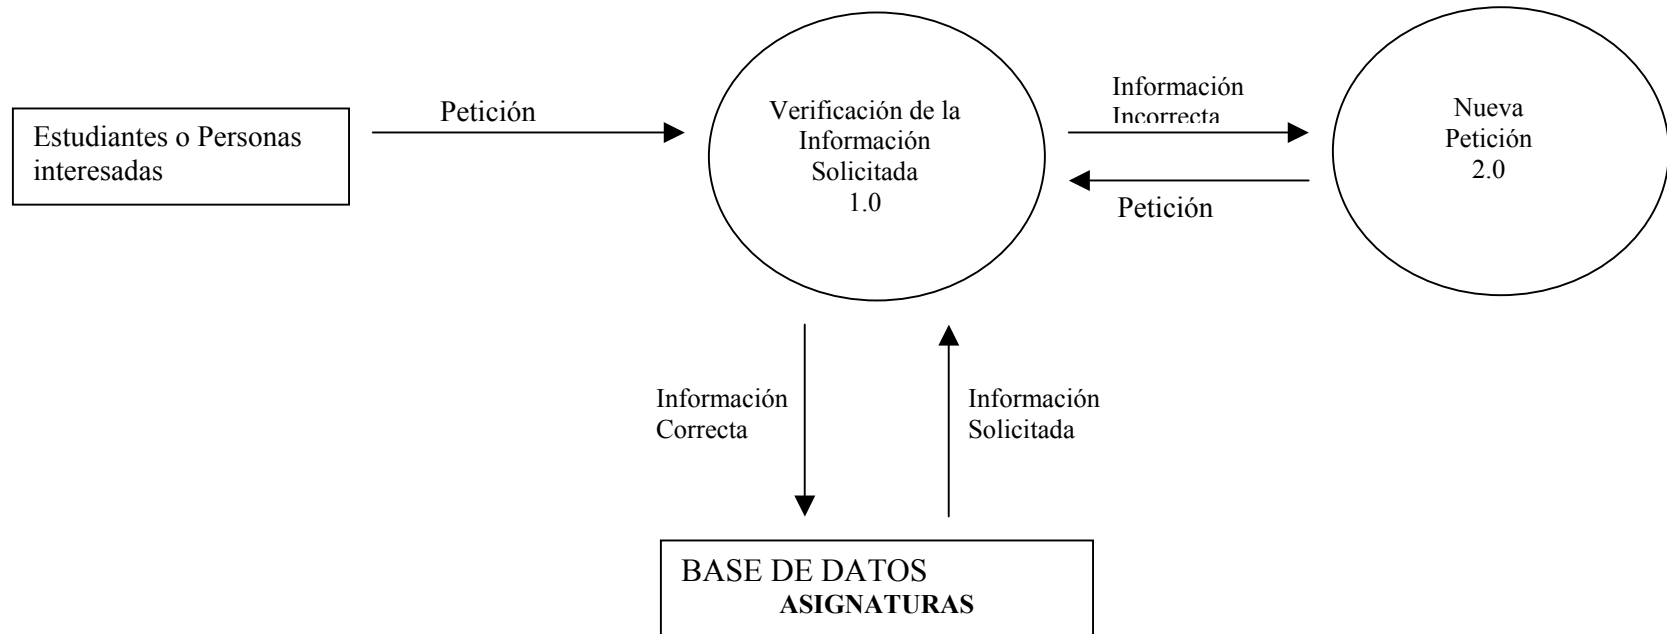 Estudiantes o Personas
interesadas
Petición
Verificación de la
Información
Solicitada
1.0
Información
Incorrecta
Petición
Nueva
Petición
2.0
Información
Correcta
Información
Solicitada
BASE DE DATOS
ASIGNATURAS